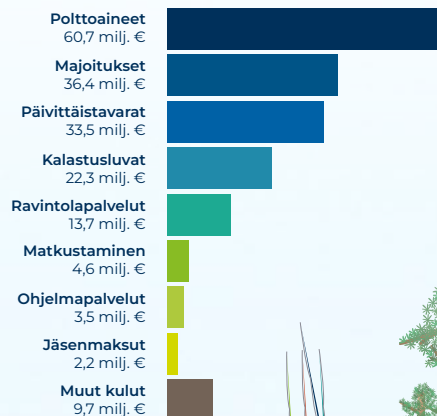 Polttoaineet
60,7 milj. €
Majoitukset
36,4 milj. €
Päivittäistavarat
33,5 milj. €
Kalastusluvat
22,3 milj. €
Ravintolapalvelut
13,7 milj. €
Matkustaminen
4,6 milj. €
Ohjelmapalvelut
3,5 milj. €
Jäsenmaksut
2,2 milj. €
Muut kulut
9,7 milj. €